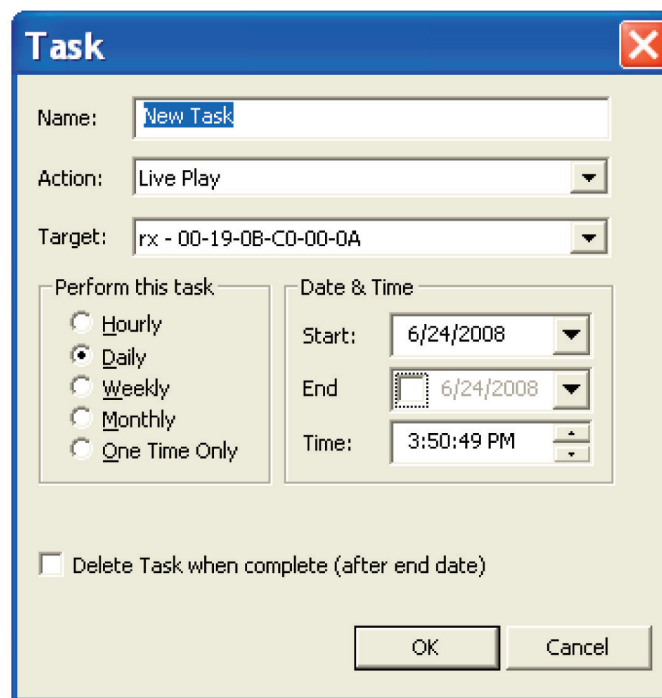 Task
Name: New Task
Action: Live Play
Target: rx - 00-19-0B-C0-00-0A
Perform this task
Hourly
Daily
Weekly
Monthly
One Time Only
Date & Time
Start: 6/24/2008
End 6/24/2008
Time: 3:50:49 PM
Delete Task when complete (after end date)
OK Cancel